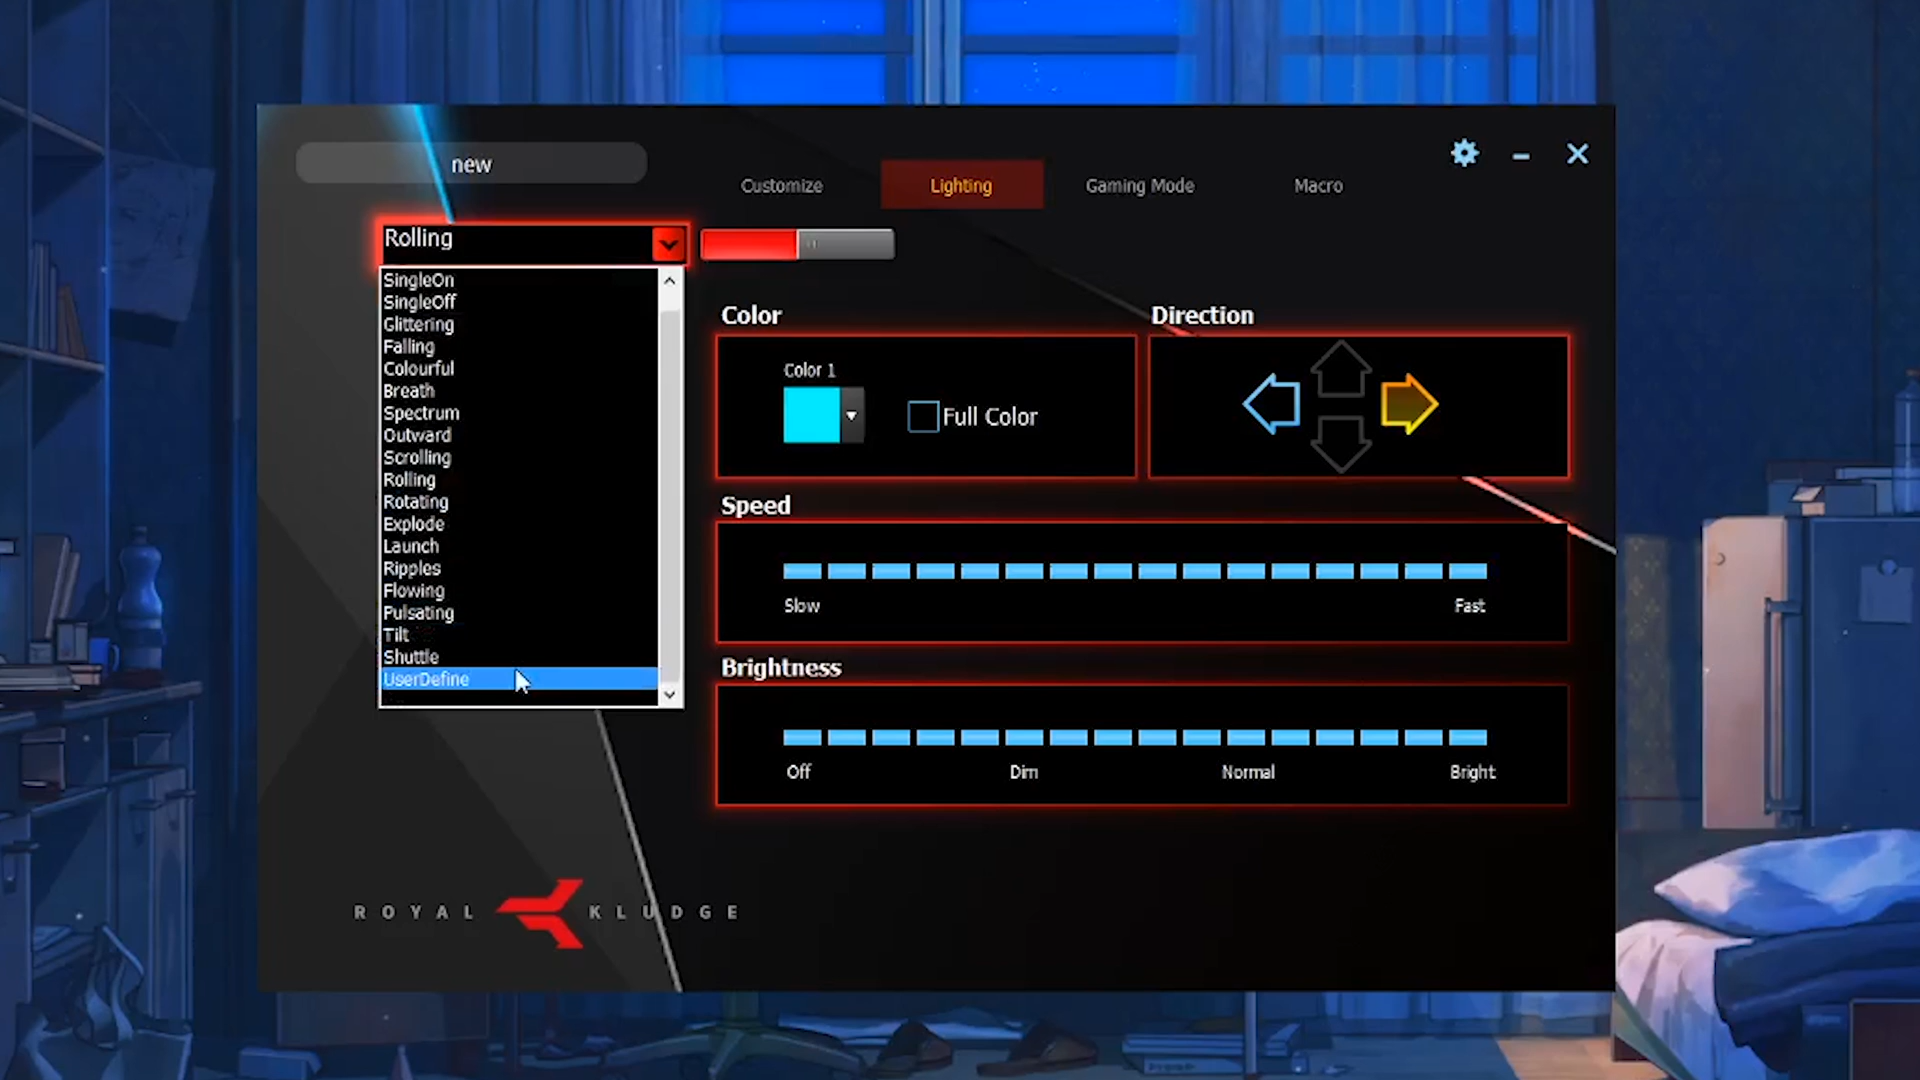 new
Customize
Lighting
Gaming Mode
Macro
Rolling
SingleOn
SingleOff
Glittering
Falling
Colourful
Breath
Spectrum
Outward
Scrolling
Rolling
Rotating
Explode
Launch
Ripples
Flowing
Pulsating
Tilt
Shuttle
UserDefine
Color
Color 1
Full Color
Direction
Speed
Slow
Fast
Brightness
Off
Dim
Normal
Bright
ROYAL KLUDGE